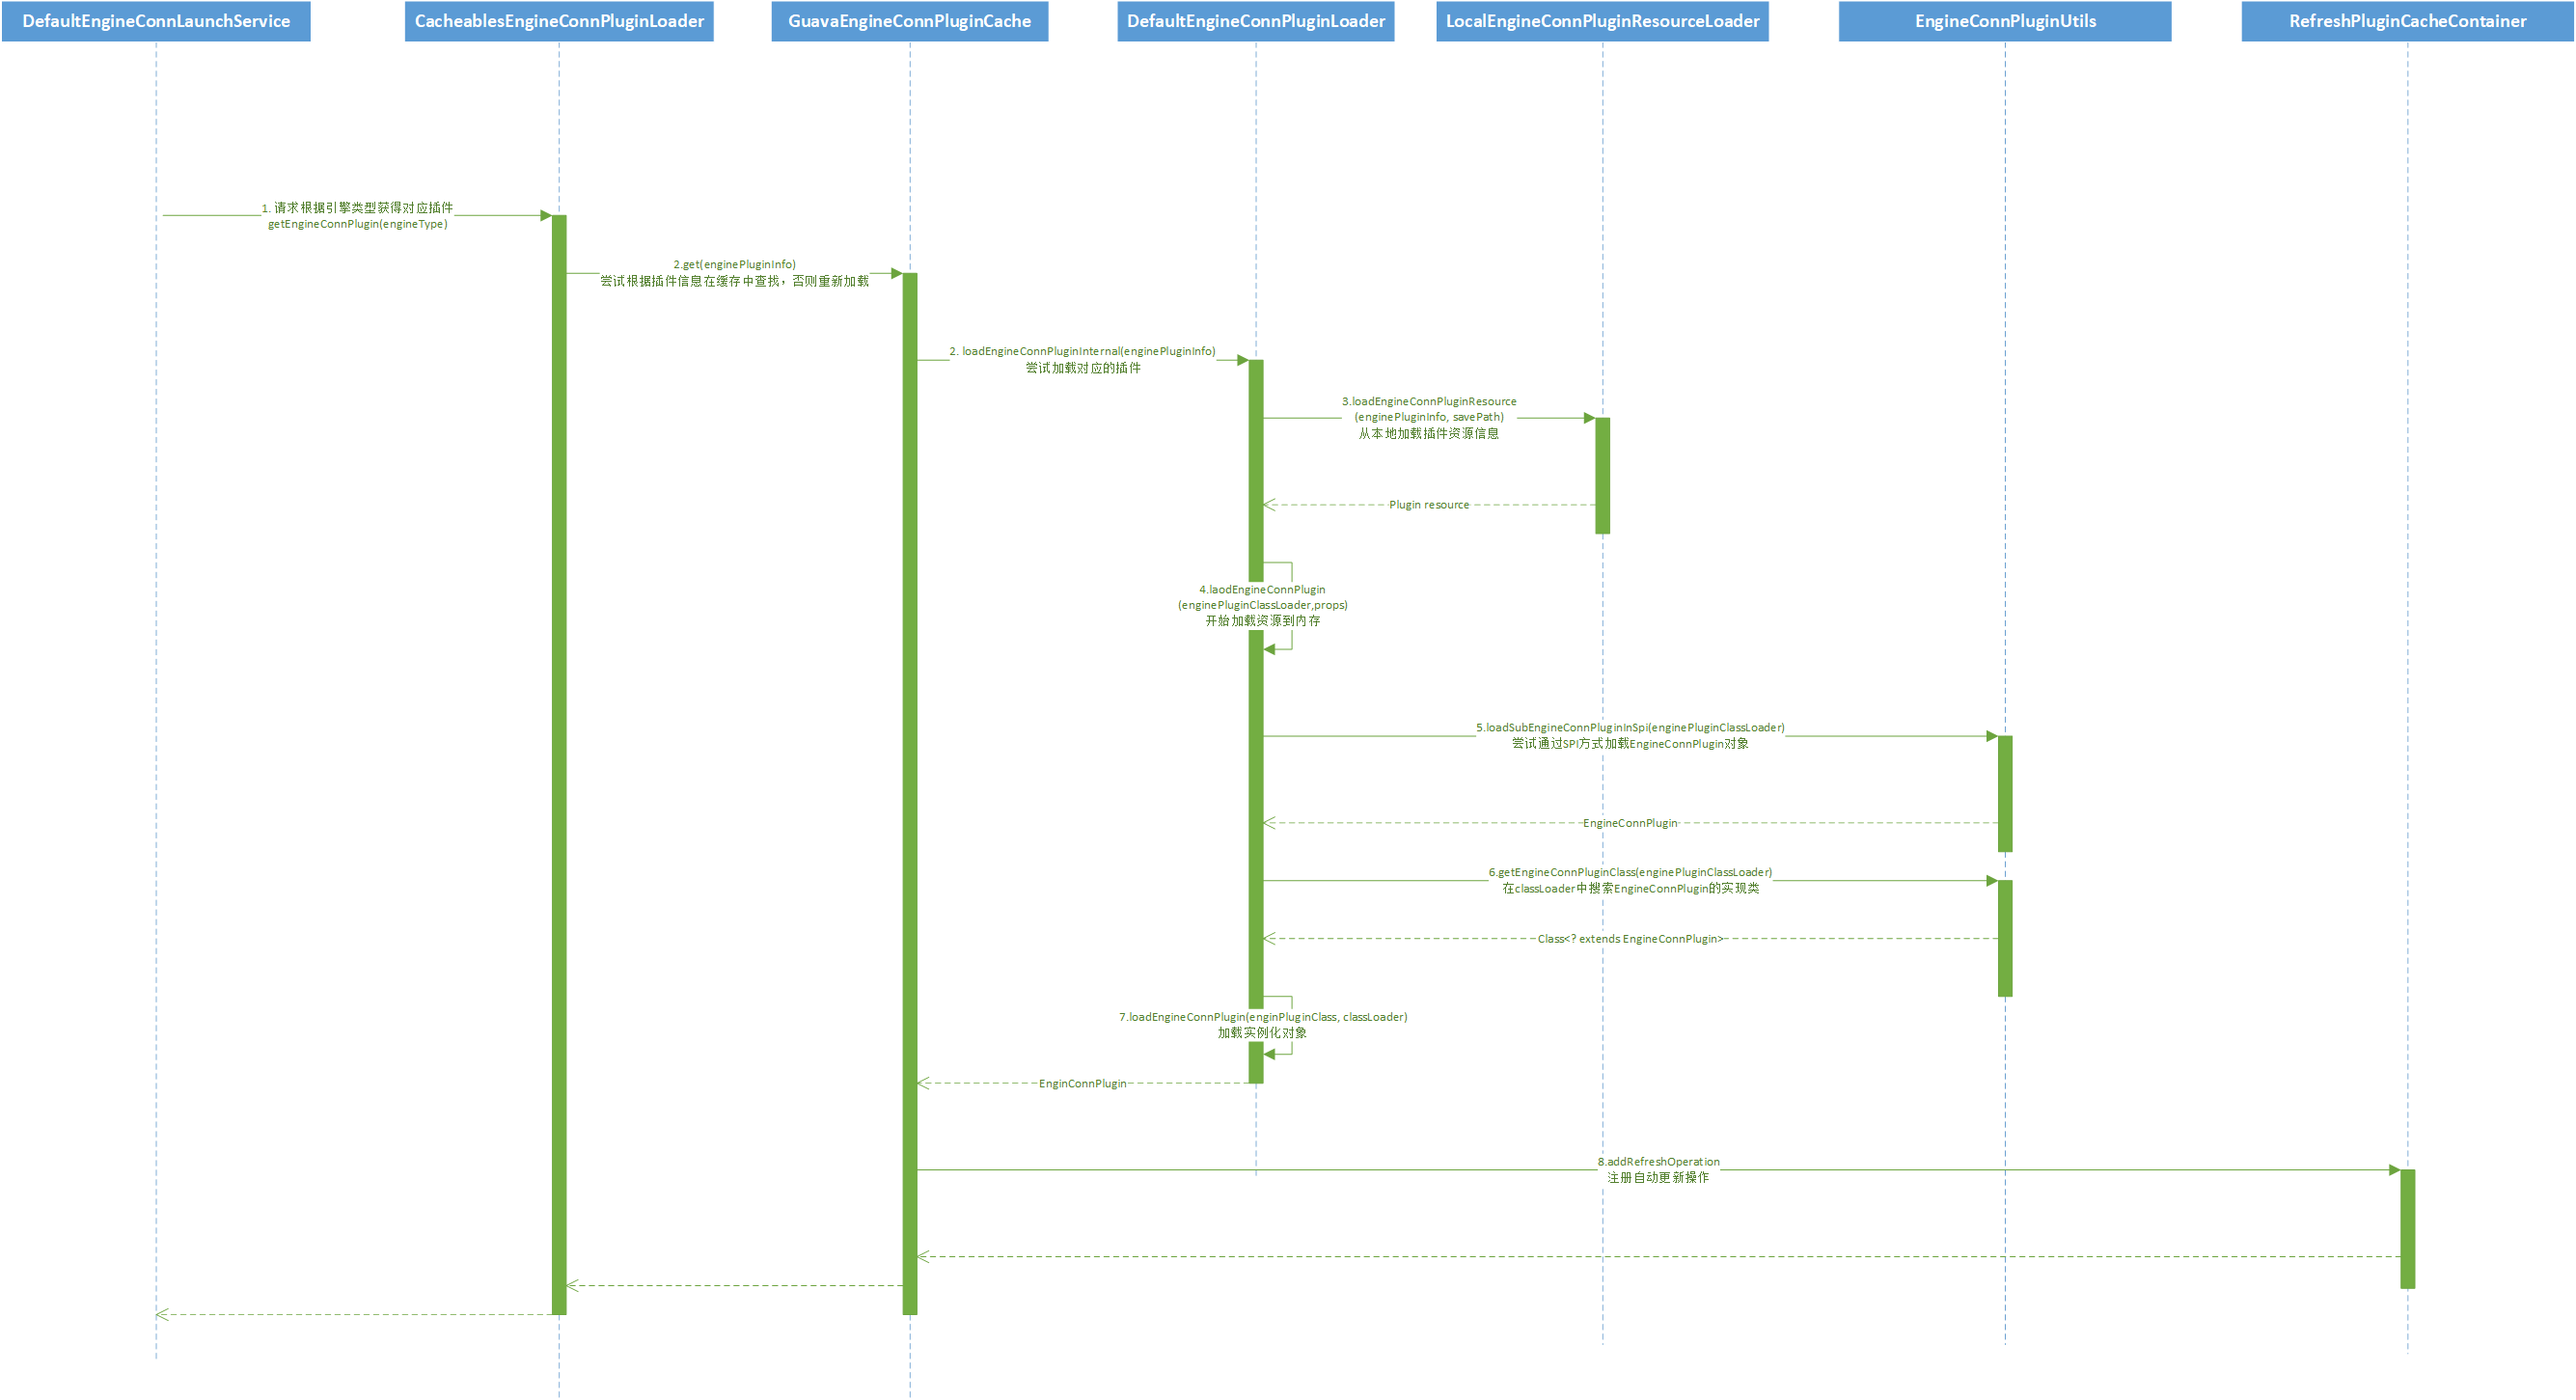 DefaultEngineConnLaunchService
CacheablesEngineConnPluginLoader
GuavaEngineConnPluginCache
DefaultEngineConnPluginLoader
LocalEngineConnPluginResourceLoader
EngineConnPluginUtils
RefreshPluginCacheContainer
1. 请求根据引擎类型获得对应插件
getEngineConnPlugin(engineType)
2.get(enginePluginInfo)
尝试根据插件信息在缓存中查找，否则重新加载
2. loadEngineConnPluginInternal(enginePluginInfo)
尝试加载对应的插件
3.loadEngineConnPluginResource
(enginePluginInfo, savePath)
从本地加载插件资源信息
Plugin resource
4.laodEngineConnPlugin
(enginePluginClassLoader,props)
开始加载资源到内存
5.loadSubEngineConnPluginInSpi(enginePluginClassLoader)
尝试通过SPI方式加载EngineConnPlugin对象
EngineConnPlugin
6.getEngineConnPluginClass(enginePluginClassLoader)
在classLoader中搜索EngineConnPlugin的实现类
Class<? extends EngineConnPlugin>
7.loadEngineConnPlugin(enginPluginClass, classLoader)
加载实例化对象
EnginConnPlugin
8.addRefreshOperation
注册自动更新操作